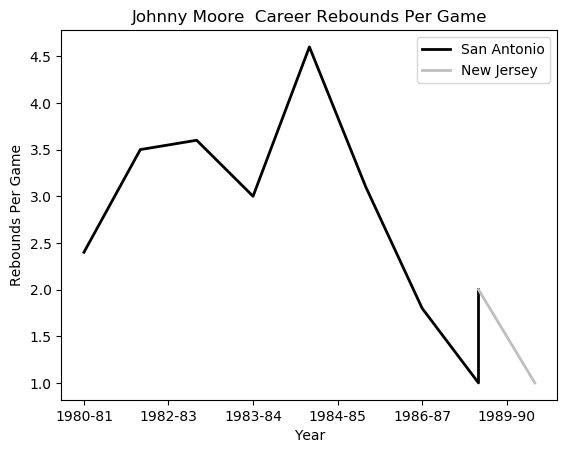 Johnny Moore  Career Rebounds Per Game
San Antonio
New Jersey
4.5
4.0
3.5
3.0
2.5
2.0
1.5
1.0
Rebounds Per Game
1980-81 1982-83 1983-84 1984-85 1986-87 1989-90
Year